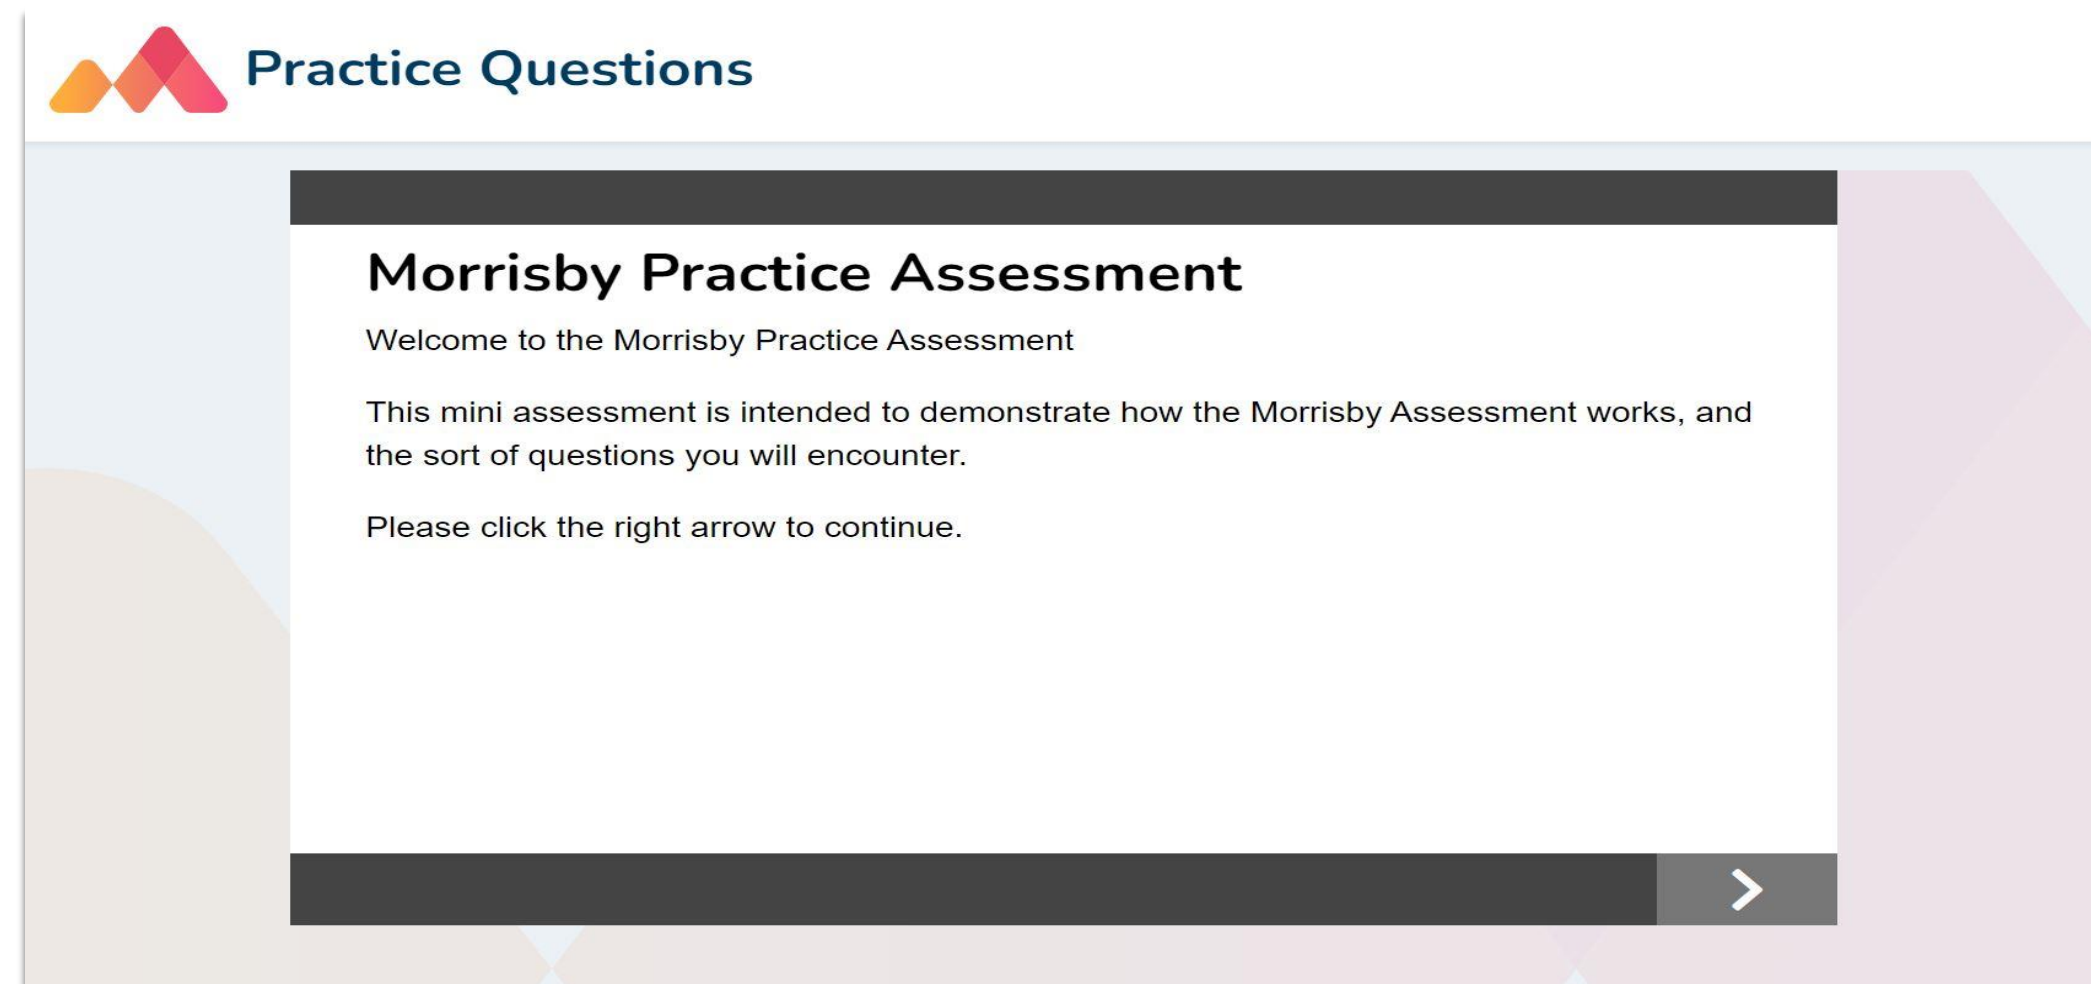 Practice Questions
Morrisby Practice Assessment
Welcome to the Morrisby Practice Assessment
This mini assessment is intended to demonstrate how the Morrisby Assessment works, and
the sort of questions you will encounter.
Please click the right arrow to continue.